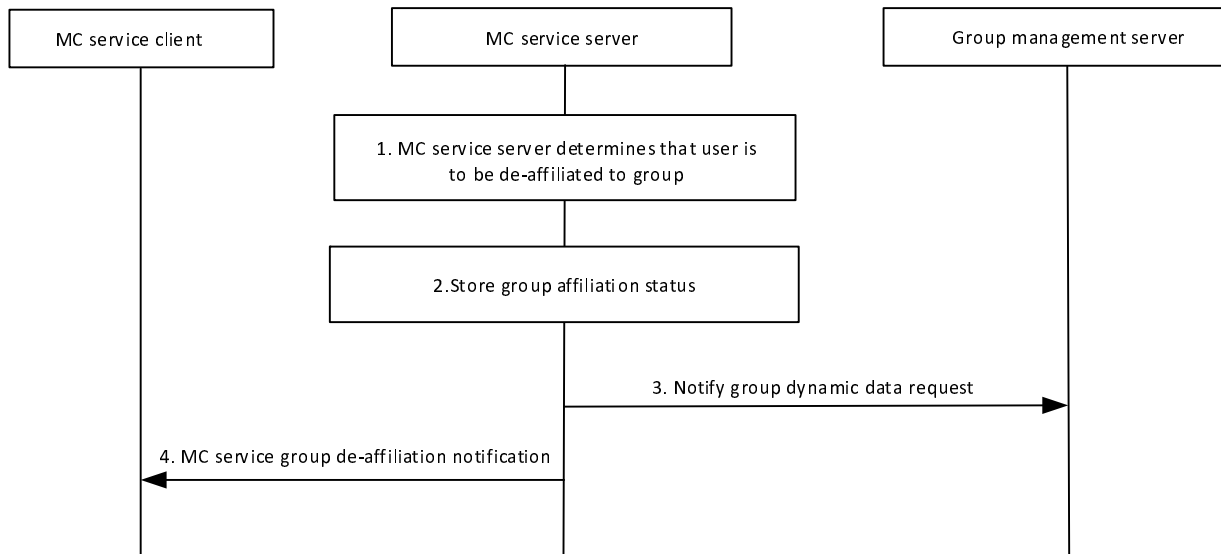 MC service client
MC service server
Group management server
1. MC service server determines that user is
to be de-affiliated to group
2.Store group affiliation status
3. Notify group dynamic data request
4. MC service group de-affiliation notification